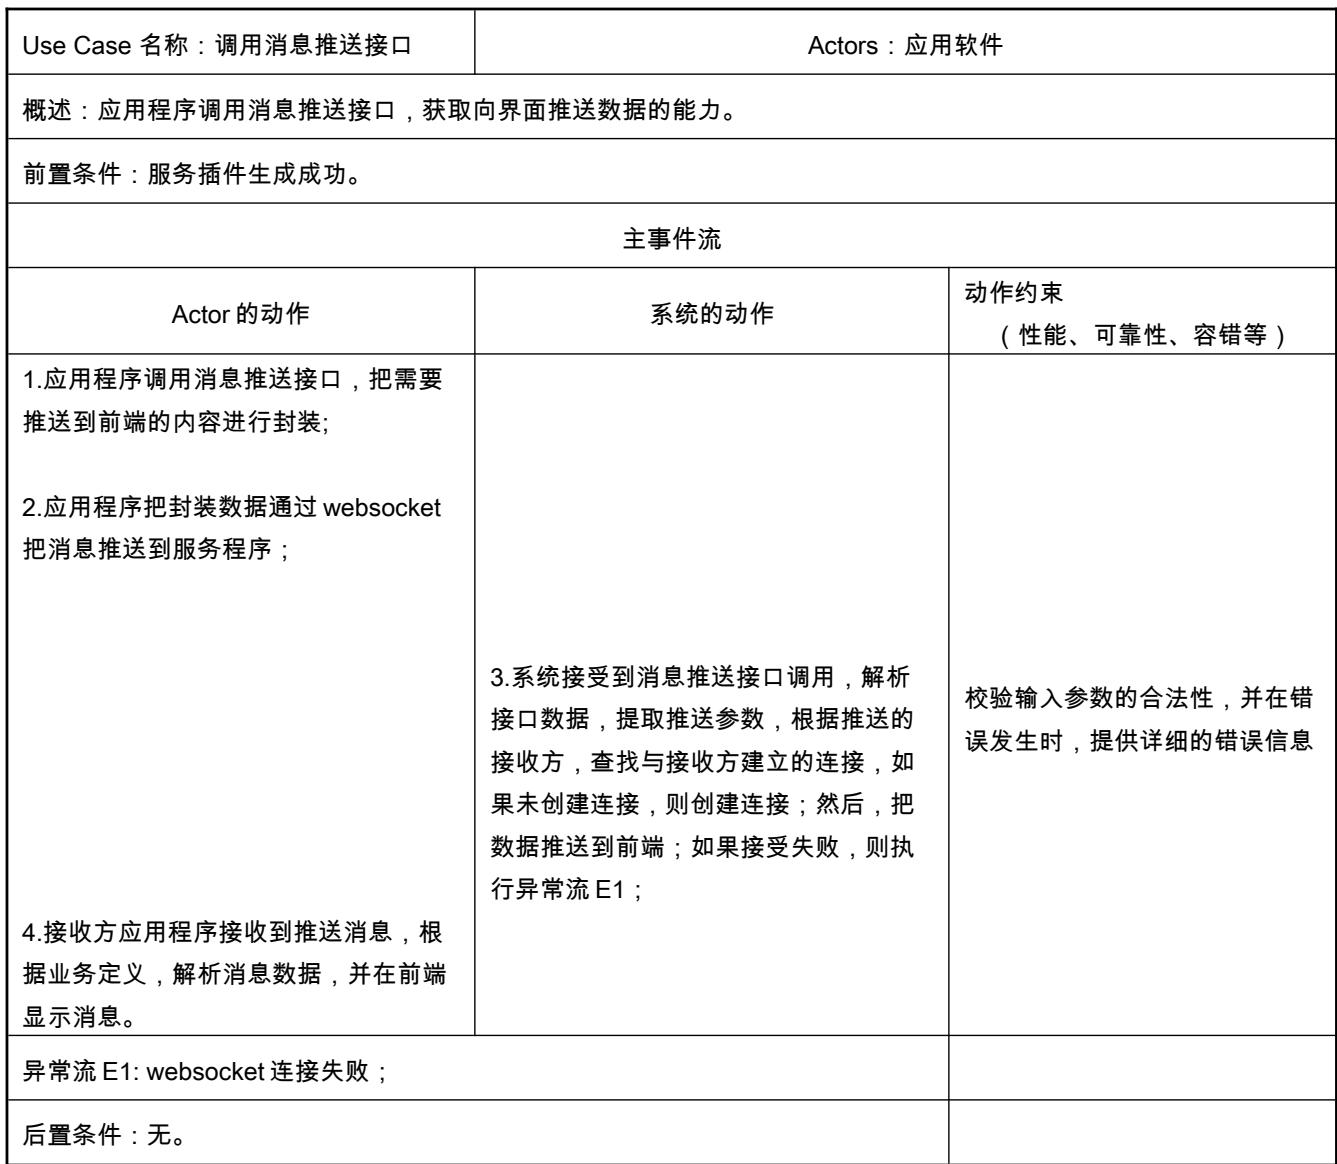 Use Case 名称：调用消息推送接口
Actors：应用软件
概述：应用程序调用消息推送接口，获取向界面推送数据的能力。
前置条件：服务插件生成成功。
主事件流
Actor 的动作
系统的动作
动作约束
（性能、可靠性、容错等）
1.应用程序调用消息推送接口，把需要
推送到前端的内容进行封装;
2.应用程序把封装数据通过 websocket
把消息推送到服务程序；
3.系统接受到消息推送接口调用，解析
接口数据，提取推送参数，根据推送的
接收方，查找与接收方建立的连接，如
果未创建连接，则创建连接；然后，把
数据推送到前端；如果接受失败，则执
行异常流 E1；
校验输入参数的合法性，并在错
误发生时，提供详细的错误信息
4.接收方应用程序接收到推送消息，根
据业务定义，解析消息数据，并在前端
显示消息。
异常流 E1: websocket 连接失败；
后置条件：无。